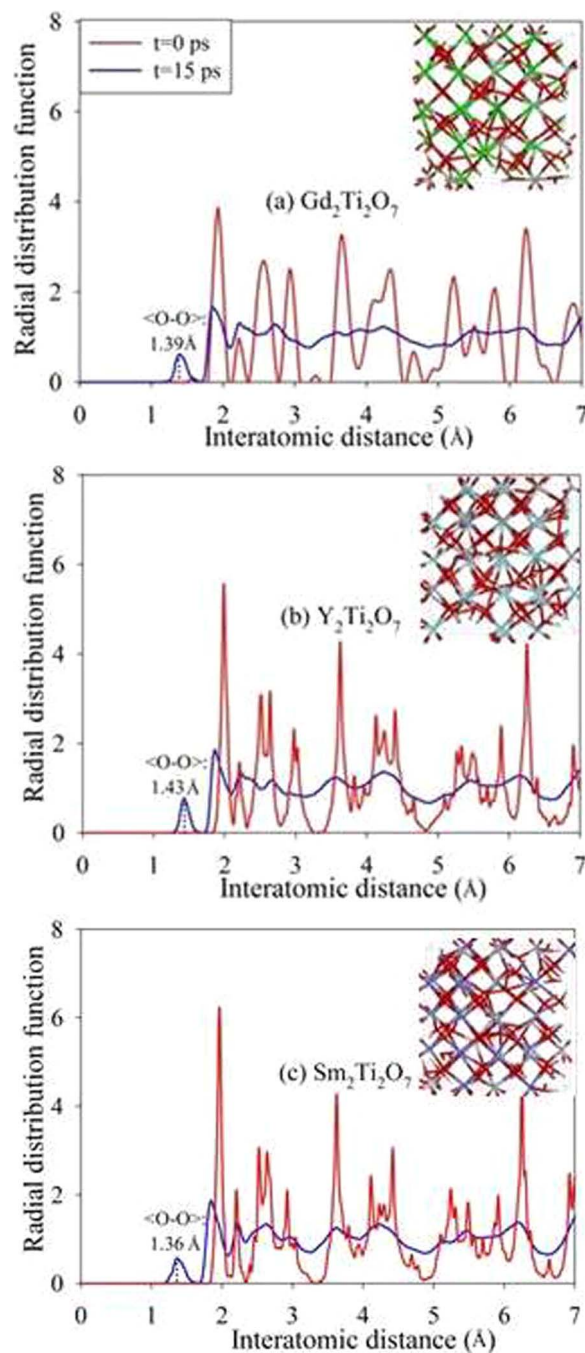 8
t=0 ps
t=15 ps
6
(a) Gd₂Ti₂O₇
4
2
<O-O>:
1.39Å
0
0 1 2 3 4 5 6 7
Radial distribution function
Interatomic distance (Å)
8
6
(b) Y₂Ti₂O₇
4
2
<O-O>:
1.43Å
0
0 1 2 3 4 5 6 7
Radial distribution function
Interatomic distance (Å)
8
6
(c) Sm₂Ti₂O₇
4
2
<O-O>:
1.36Å
0
0 1 2 3 4 5 6 7
Radial distribution function
Interatomic distance (Å)